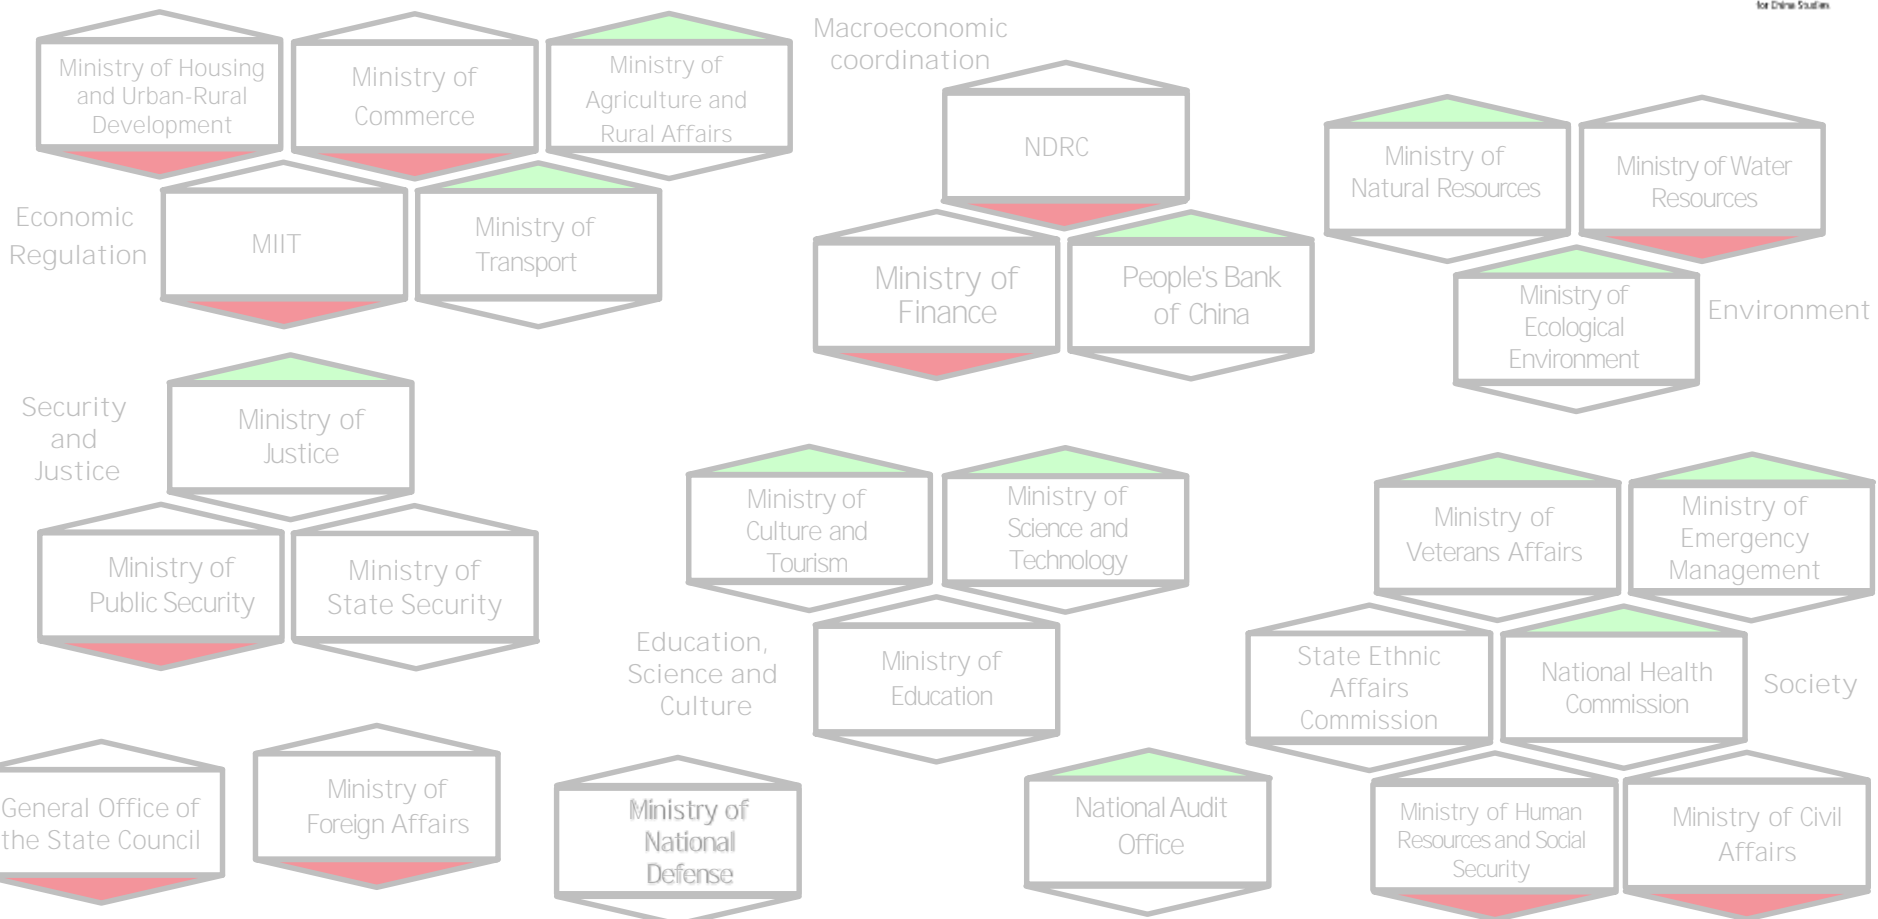 for China Studies
Ministry of Housing
and Urban-Rural
Development
Ministry of
Commerce
Ministry of
Agriculture and
Rural Affairs
MIIT
Ministry of
Transport
Economic
Regulation
Macroeconomic
coordination
NDRC
Ministry of
Finance
People's Bank
of China
Ministry of
Natural Resources
Ministry of Water
Resources
Ministry of
Ecological
Environment
Environment
Security
and
Justice
Ministry of
Justice
Ministry of
Public Security
Ministry of
State Security
Ministry of
Culture and
Tourism
Ministry of
Science and
Technology
Education,
Science and
Culture
Ministry of
Education
Ministry of
Veterans Affairs
Ministry of
Emergency
Management
State Ethnic
Affairs
Commission
National Health
Commission
Society
General Office of
the State Council
Ministry of
Foreign Affairs
Ministry of
National
Defense
National Audit
Office
Ministry of Human
Resources and Social
Security
Ministry of Civil
Affairs